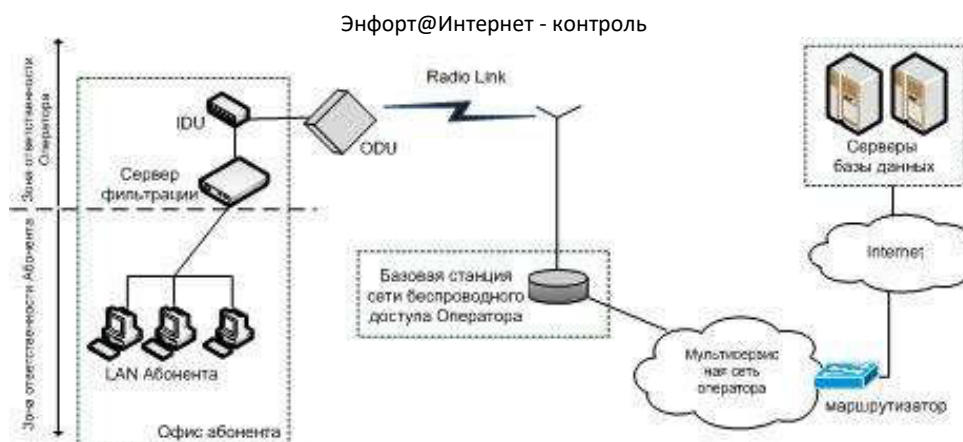 Энфорт@Интернет - контроль
Зона ответственности
Оператора
IDU
ODU
Radio Link
Сервер
фильтрации
Серверы
базы данных
Internet
Зона ответственности Абонента
LAN Абонента
Офис абонента
Базовая станция
сети беспроводного
доступа Оператора
Мультисервис
ная сеть
оператора
маршрутизатор